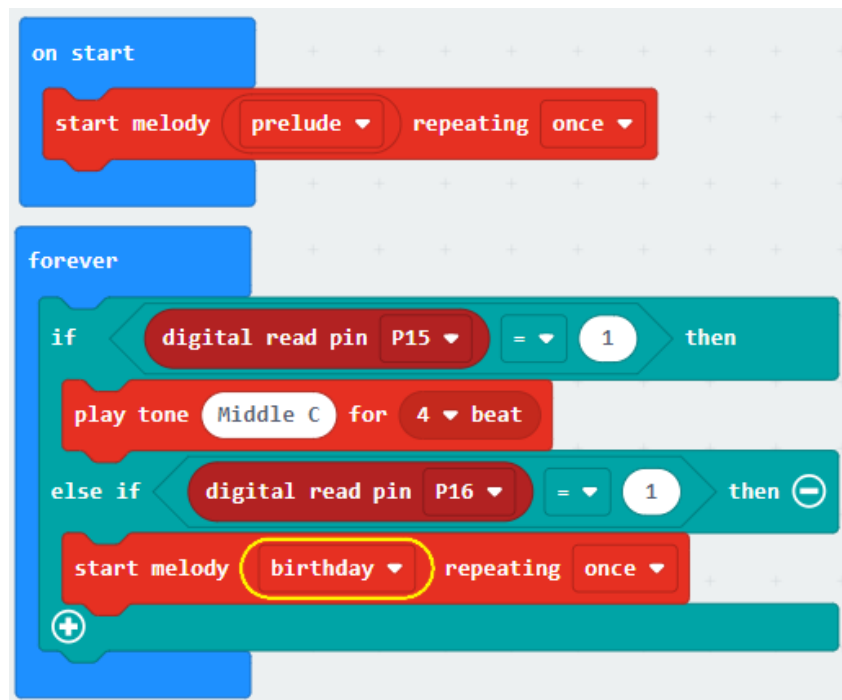 on start
start melody prelude repeating once
forever
if digital read pin P15 = 1 then
play tone Middle C for 4 beat
else if digital read pin P16 = 1 then
start melody birthday repeating once